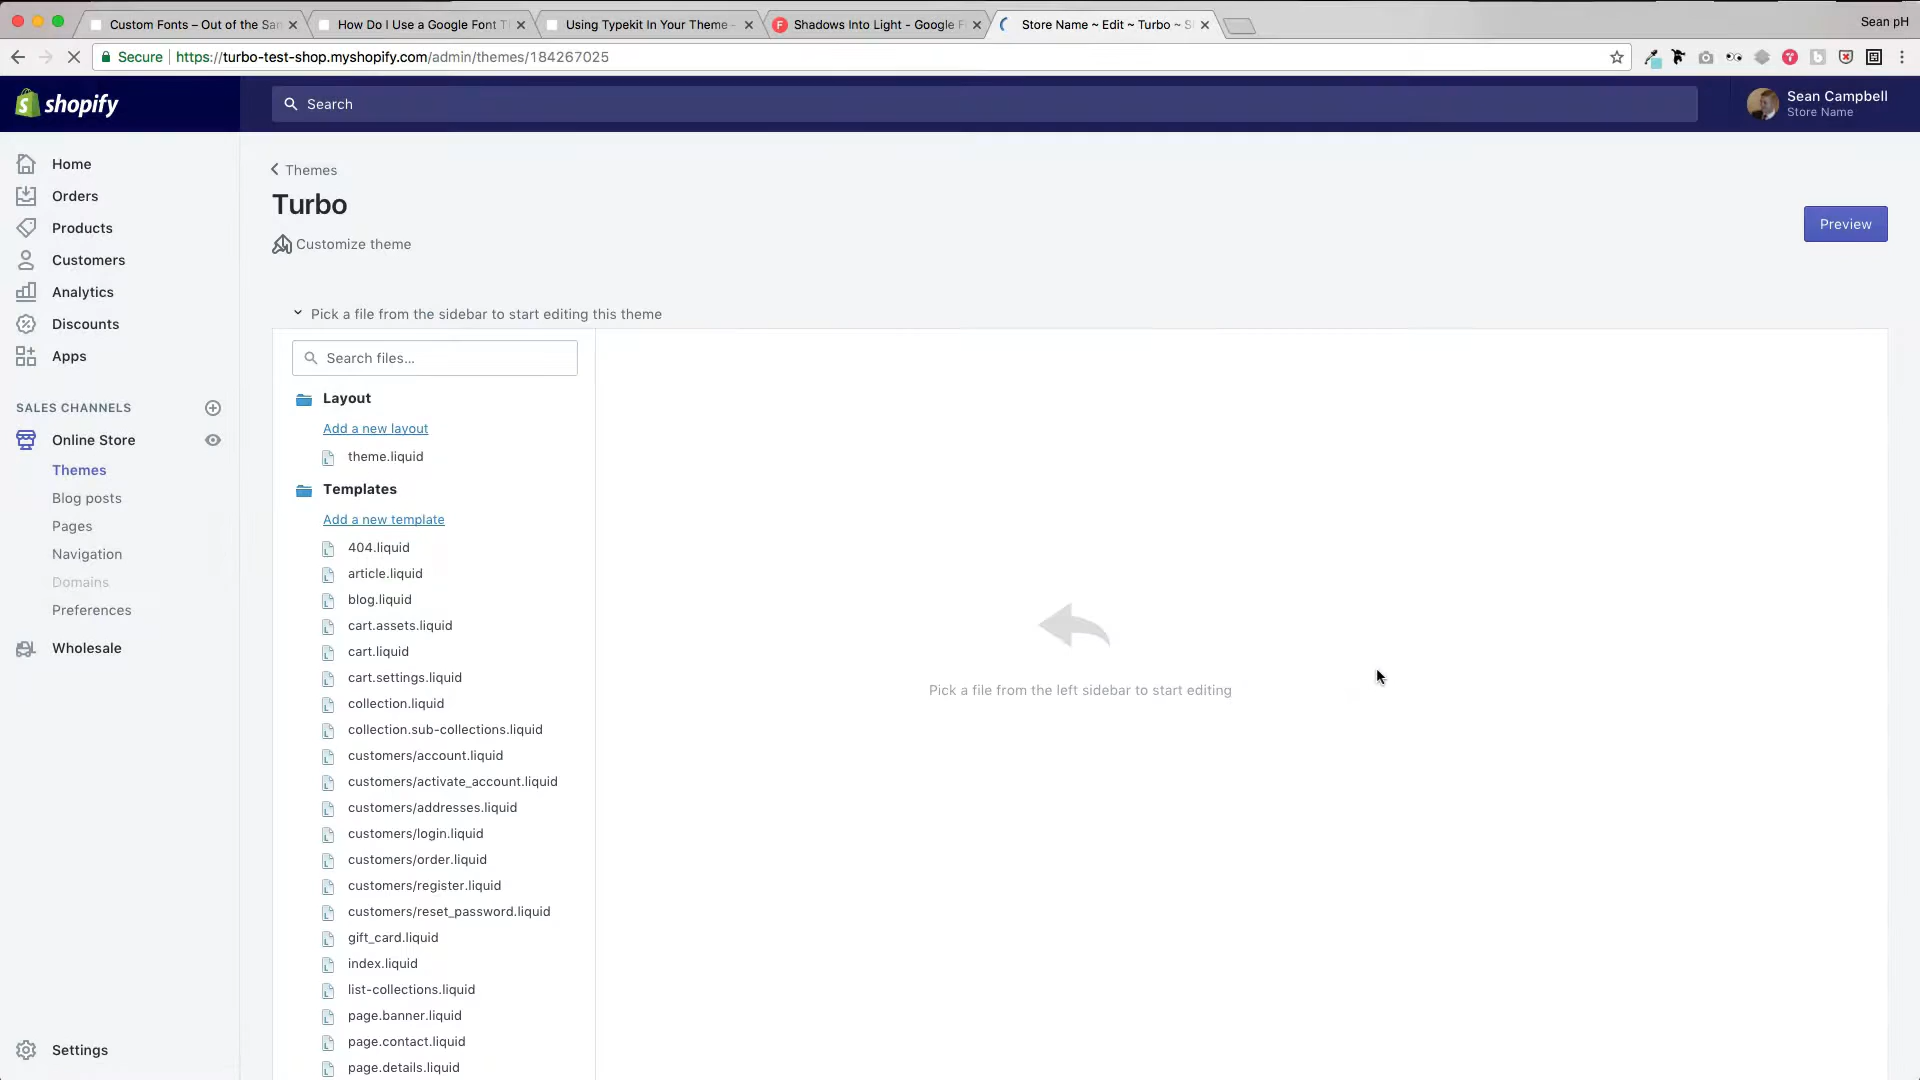 Custom Fonts – Out of the San
How Do I Use a Google Font T
Using Typekit In Your Theme –
Shadows Into Light - Google F
Store Name ~ Edit ~ Turbo ~ S
Sean pH
Secure
https://turbo-test-shop.myshopify.com/admin/themes/184267025
shopify
Search
Sean Campbell
Store Name
Home
Orders
Products
Customers
Analytics
Discounts
Apps
SALES CHANNELS
Online Store
Themes
Blog posts
Pages
Navigation
Domains
Preferences
Wholesale
Settings
Themes
Turbo
Customize theme
Preview
Pick a file from the sidebar to start editing this theme
Search files...
Layout
Add a new layout
theme.liquid
Templates
Add a new template
404.liquid
article.liquid
blog.liquid
cart.assets.liquid
cart.liquid
cart.settings.liquid
collection.liquid
collection.sub-collections.liquid
customers/account.liquid
customers/activate_account.liquid
customers/addresses.liquid
customers/login.liquid
customers/order.liquid
customers/register.liquid
customers/reset_password.liquid
gift_card.liquid
index.liquid
list-collections.liquid
page.banner.liquid
page.contact.liquid
page.details.liquid
Pick a file from the left sidebar to start editing